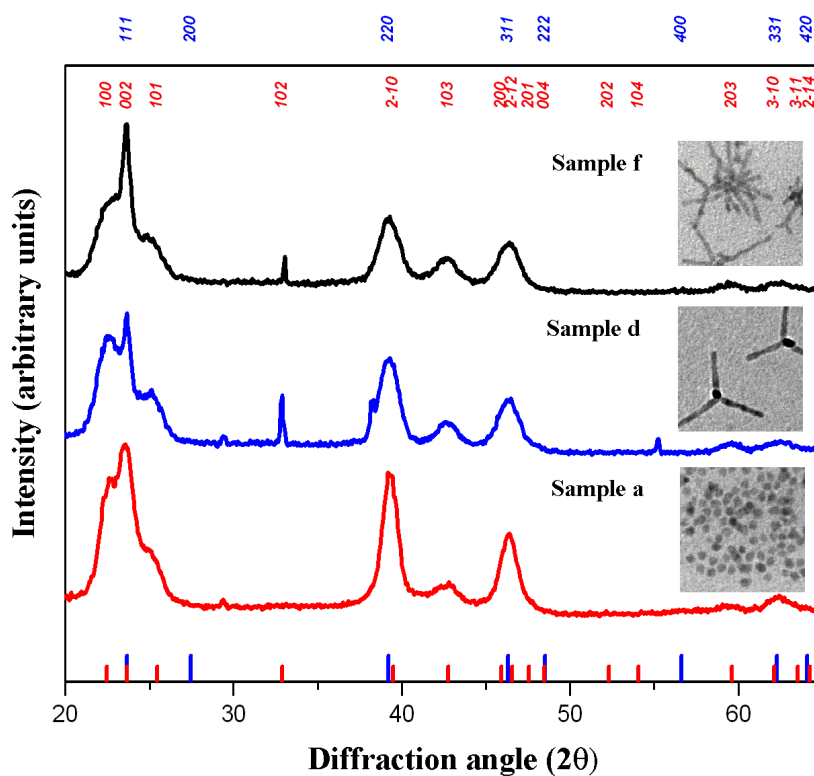 111 200 220 311 222 400 331 420
100 002 101 102 2-10 103 200 2-12 201 004 202 104 203 3-10 3-11 2-14
Sample f
Sample d
Sample a
Intensity (arbitrary units)
20 30 40 50 60
Diffraction angle (2θ)